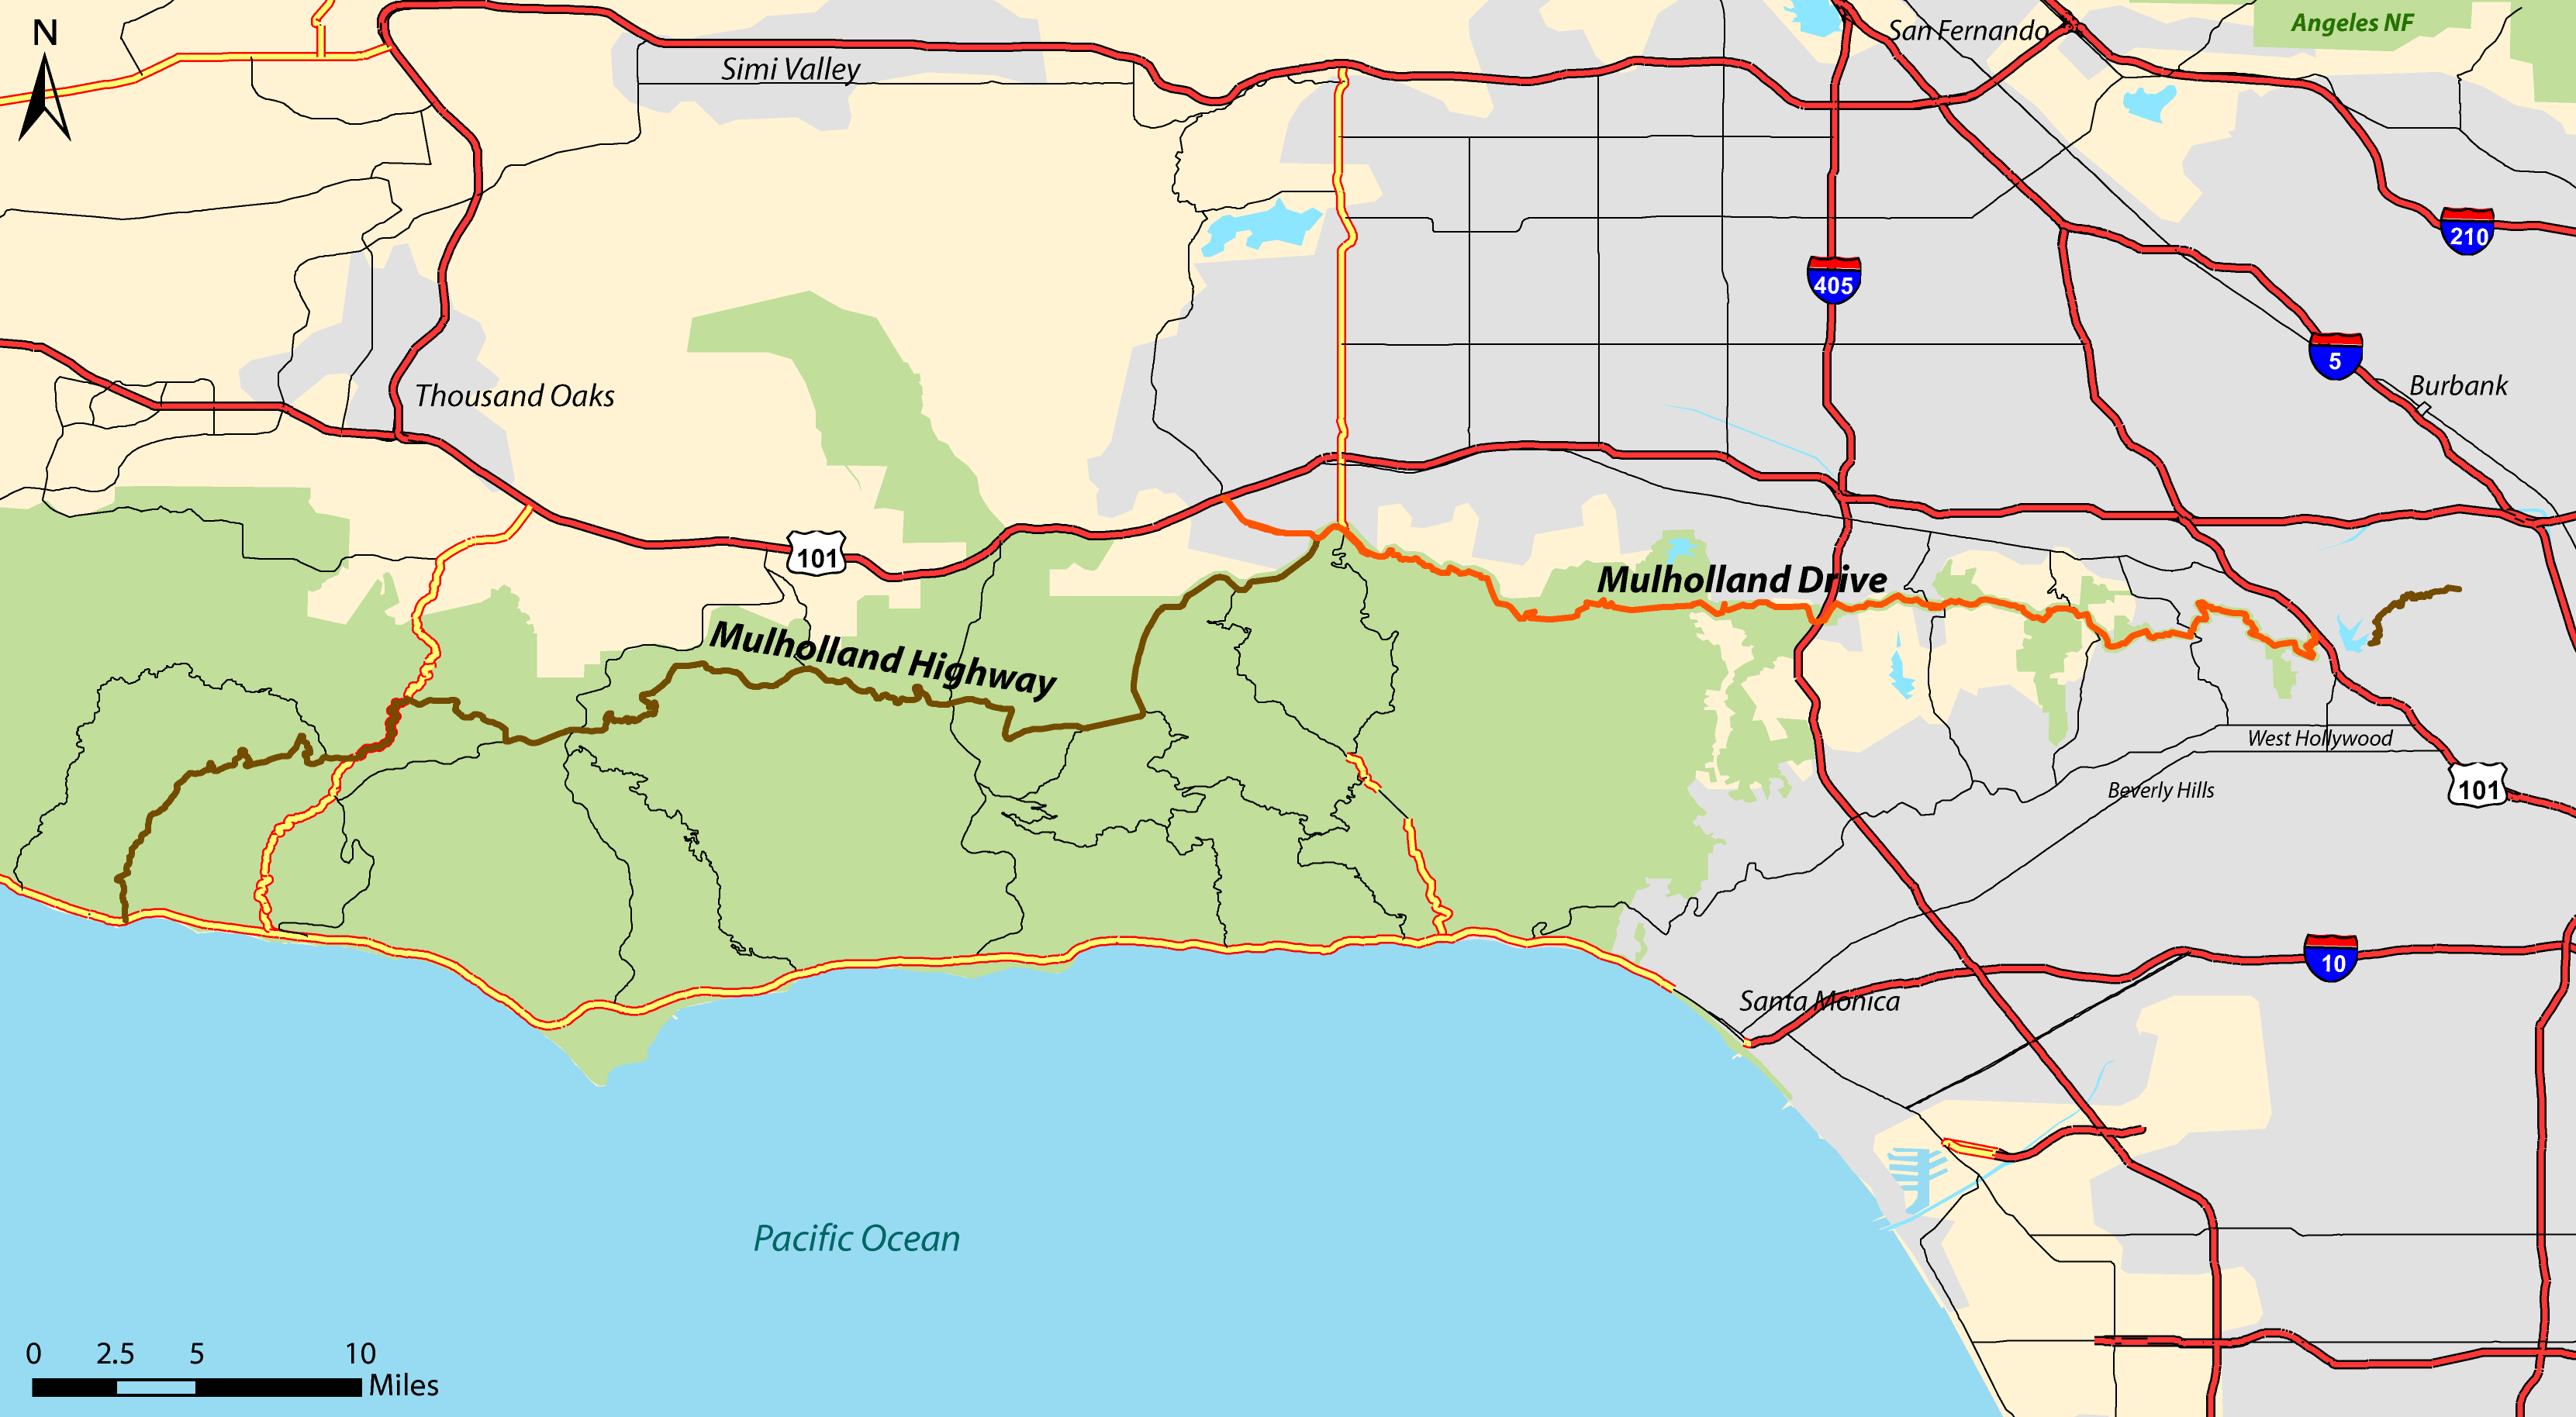 N
San Fernando
Angeles NF
Simi Valley
210
405
5
Burbank
Thousand Oaks
101
Mulholland Drive
Mulholland Highway
West Hollywood
Beverly Hills
101
10
Santa Monica
Pacific Ocean
0 2.5 5 10
Miles